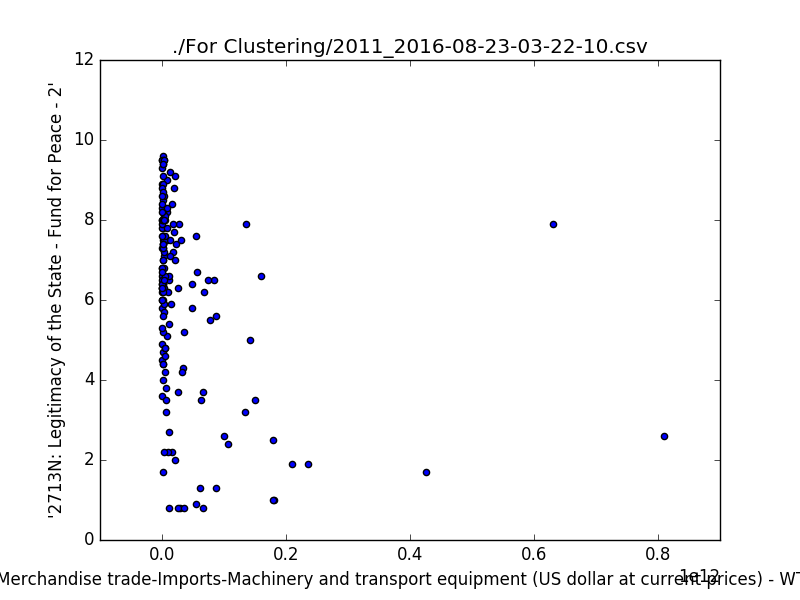 ./For Clustering/2011_2016-08-23-03-22-10.csv
'2713N: Legitimacy of the State - Fund for Peace - 2'
12
10
8
6
4
2
0
0.0 0.2 0.4 0.6 0.8
1e12
Merchandise trade-Imports-Machinery and transport equipment (US dollar at current prices) - WT